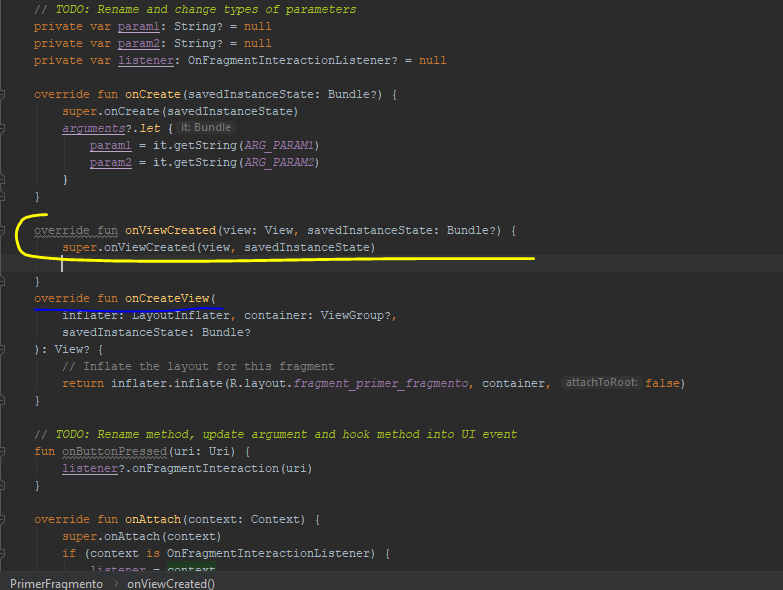 // TODO: Rename and change types of parameters
private var param1: String? = null
private var param2: String? = null
private var listener: OnFragmentInteractionListener? = null
override fun onCreate(savedInstanceState: Bundle?) {
super.onCreate(savedInstanceState)
arguments?.let { it: Bundle
param1 = it.getString(ARG_PARAM1)
param2 = it.getString(ARG_PARAM2)
}
}
override fun onViewCreated(view: View, savedInstanceState: Bundle?) {
super.onViewCreated(view, savedInstanceState)
}
override fun onCreateView(
inflater: LayoutInflater, container: ViewGroup?,
savedInstanceState: Bundle?
): View? {
// Inflate the layout for this fragment
return inflater.inflate(R.layout.fragment_primer_fragmento, container, attachToRoot: false)
}
// TODO: Rename method, update argument and hook method into UI event
fun onButtonPressed(uri: Uri) {
listener?.onFragmentInteraction(uri)
}
override fun onAttach(context: Context) {
super.onAttach(context)
if (context is OnFragmentInteractionListener) {
listener = context
PrimerFragmento › onViewCreated()